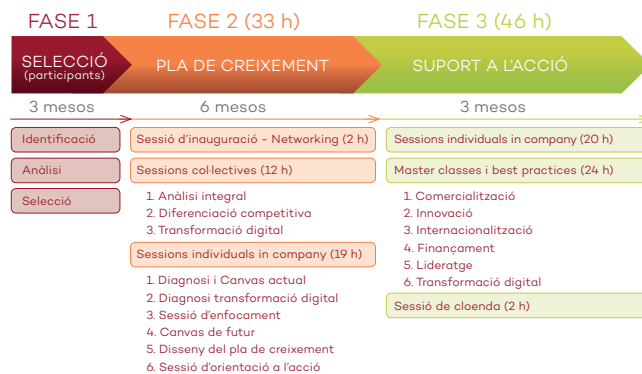 FASE 1
SELECCIÓ
(participants)
3 mesos
Identificació
Anàlisi
Selecció
FASE 2 (33 h)
PLA DE CREIXEMENT
6 mesos
Sessió d'inauguració - Networking (2 h)
Sessions col·lectives (12 h)
1. Anàlisi integral
2. Diferenciació competitiva
3. Transformació digital
Sessions individuals in company (19 h)
1. Diagnosi i Canvas actual
2. Diagnosi transformació digital
3. Sessió d'enfocament
4. Canvas de futur
5. Disseny del pla de creixement
6. Sessió d'orientació a l'acció
FASE 3 (46 h)
SUPORT A L'ACCIÓ
3 mesos
Sessions individuals in company (20 h)
Master classes i best practices (24 h)
1. Comercialització
2. Innovació
3. Internacionalització
4. Finançament
5. Lideratge
6. Transformació digital
Sessió de cloenda (2 h)